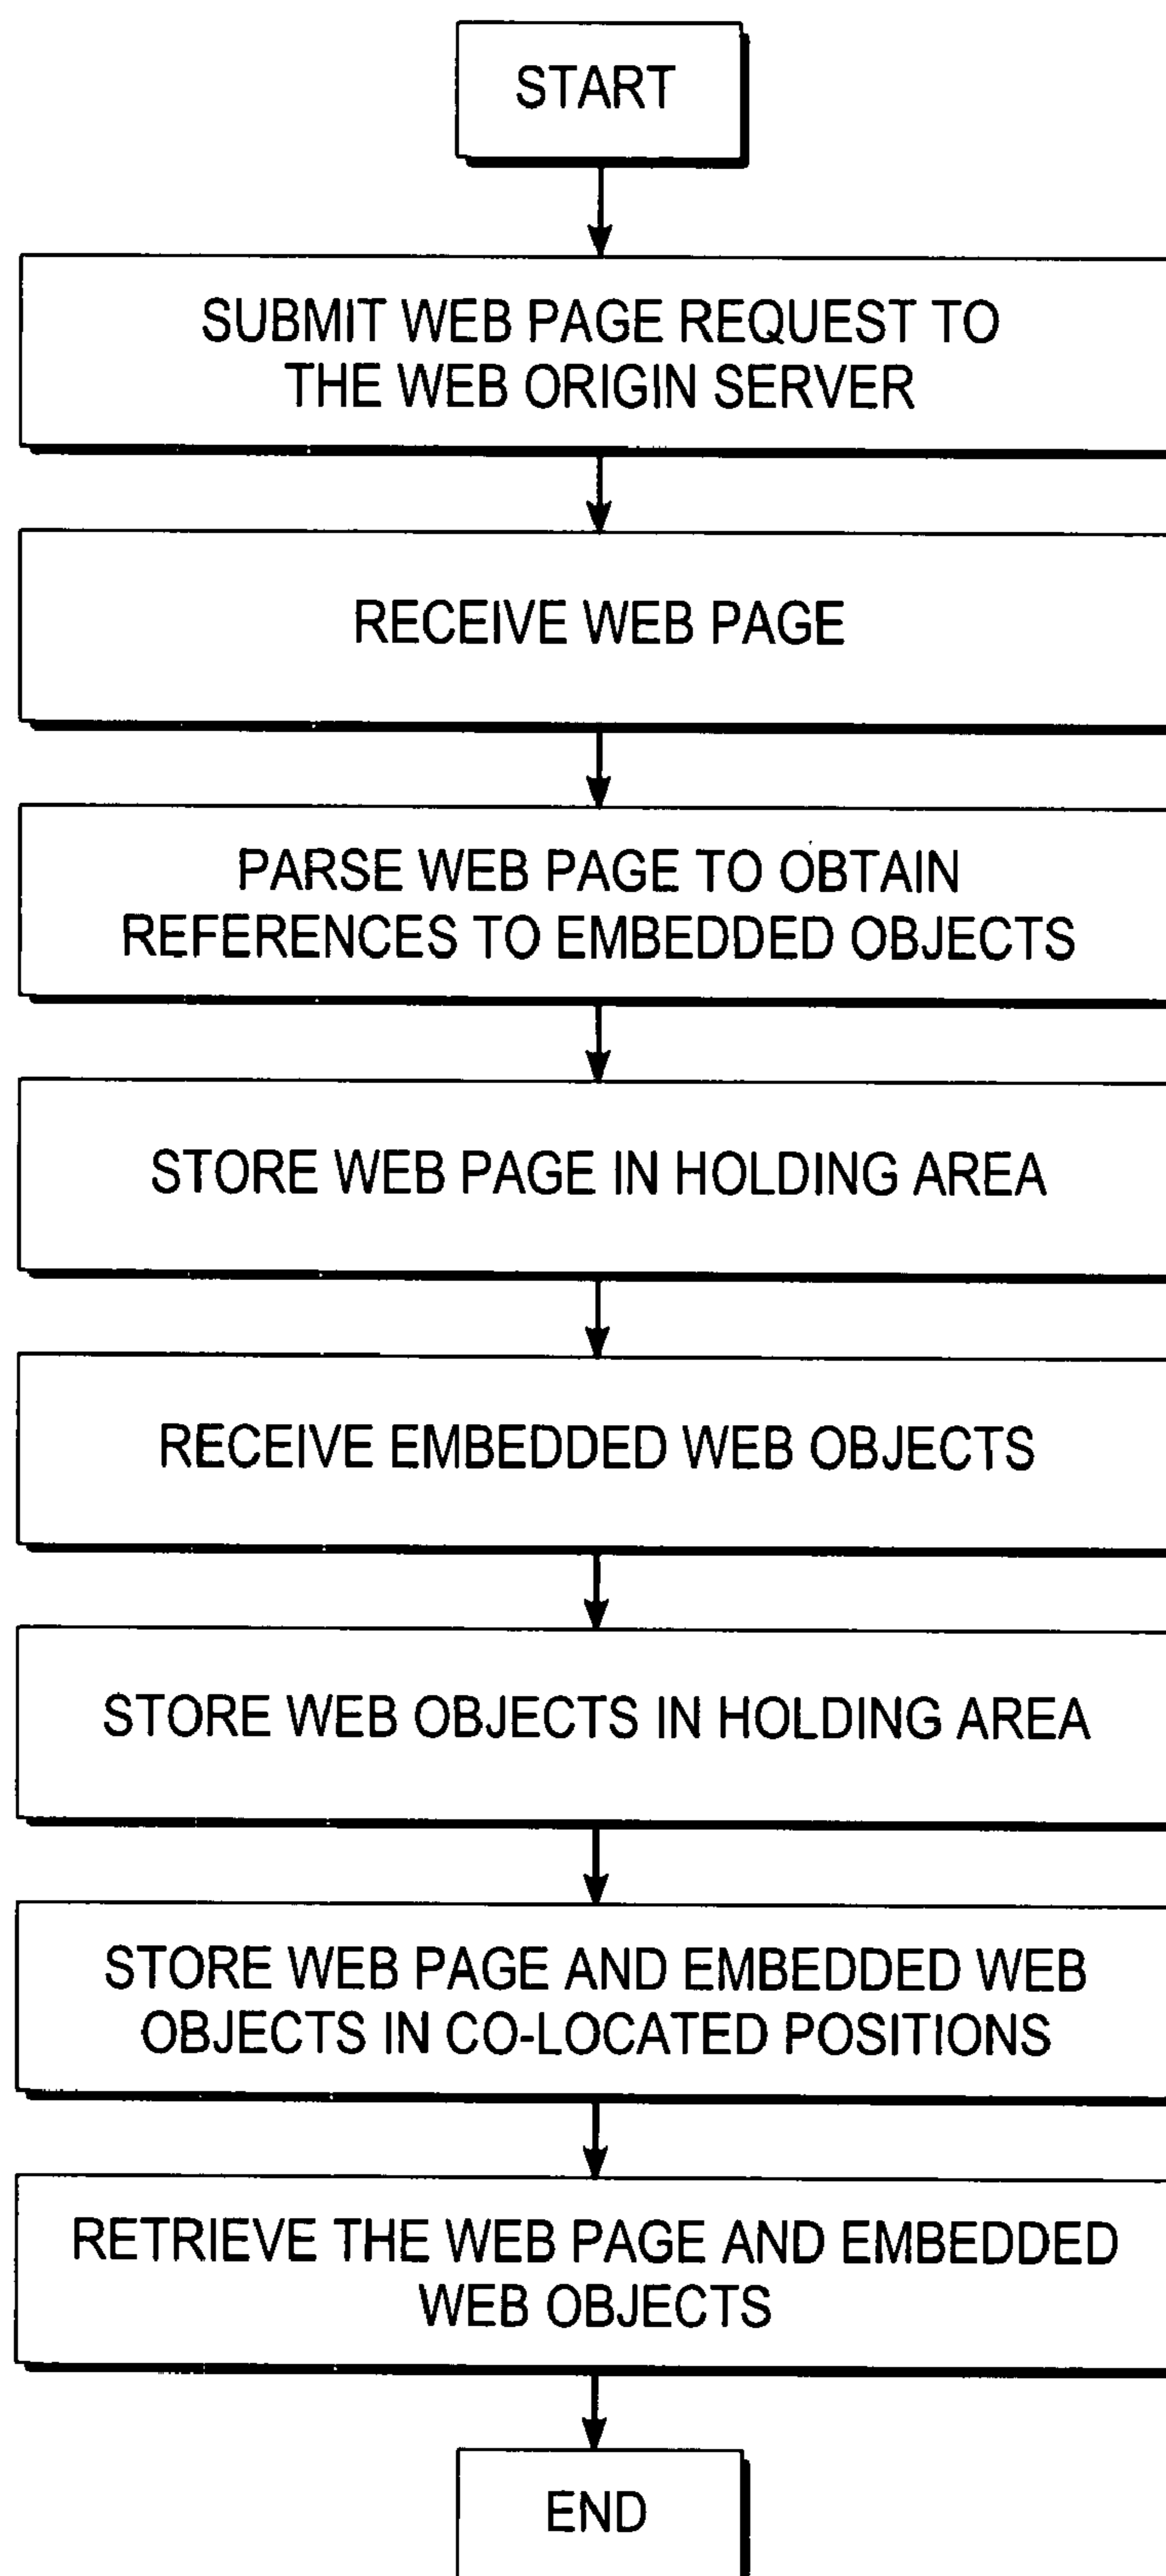 START
SUBMIT WEB PAGE REQUEST TO
THE WEB ORIGIN SERVER
RECEIVE WEB PAGE
PARSE WEB PAGE TO OBTAIN
REFERENCES TO EMBEDDED OBJECTS
STORE WEB PAGE IN HOLDING AREA
RECEIVE EMBEDDED WEB OBJECTS
STORE WEB OBJECTS IN HOLDING AREA
STORE WEB PAGE AND EMBEDDED WEB
OBJECTS IN CO-LOCATED POSITIONS
RETRIEVE THE WEB PAGE AND EMBEDDED
WEB OBJECTS
END